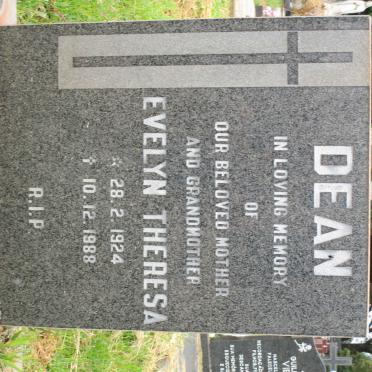 DEAN
IN LOVING MEMORY
OF
OUR BELOVED MOTHER
AND GRANDMOTHER
EVELYN THERESA
☆ 28.2.1924
✝ 10.12.1988
R.I.P.